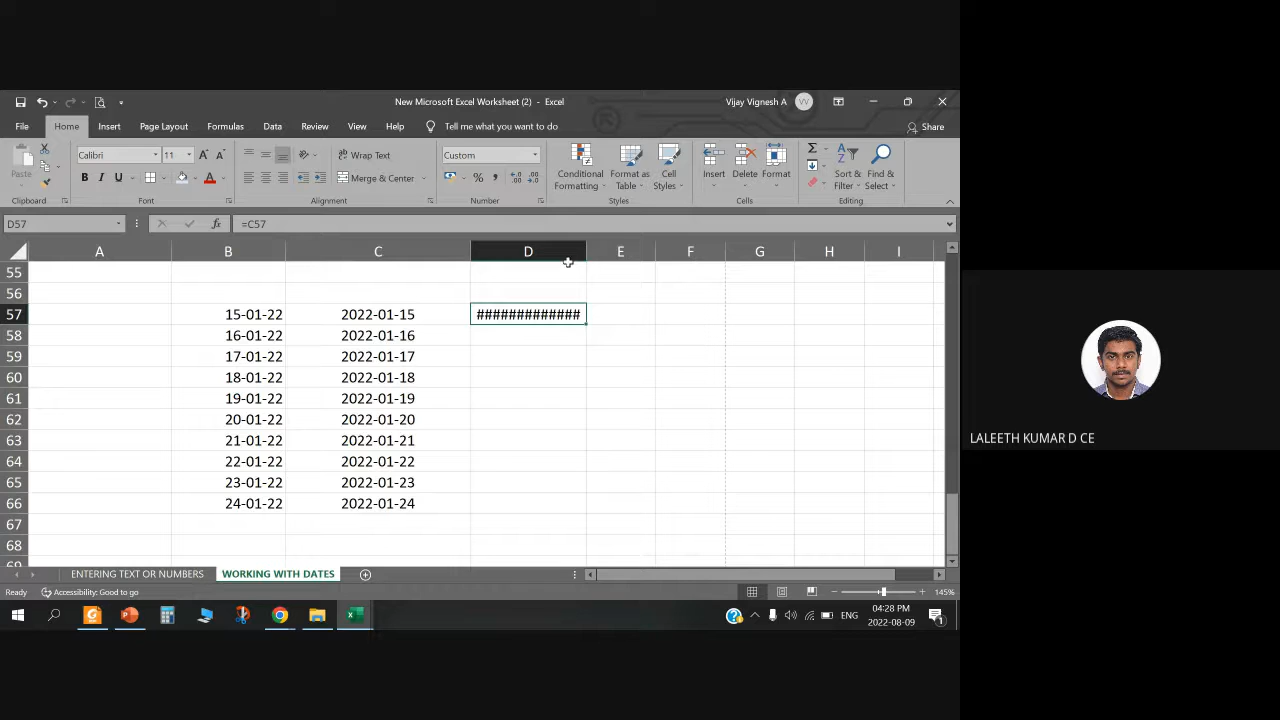 New Microsoft Excel Worksheet (2) - Excel
Vijay Vignesh A
VV
File Home Insert Page Layout Formulas Data Review View Help Tell me what you want to do Share
Calibri 11 Wrap Text Custom
Paste B I U Merge & Center % Conditional Formatting Format as Table Cell Styles Insert Delete Format Sort & Filter Find & Select
Clipboard Font Alignment Number Styles Cells Editing
D57 fx =C57
A B C D E F G H I
55
56
57 15-01-22 2022-01-15 #############
58 16-01-22 2022-01-16
59 17-01-22 2022-01-17
60 18-01-22 2022-01-18
61 19-01-22 2022-01-19
62 20-01-22 2022-01-20
63 21-01-22 2022-01-21
64 22-01-22 2022-01-22
65 23-01-22 2022-01-23
66 24-01-22 2022-01-24
67
68
69
ENTERING TEXT OR NUMBERS WORKING WITH DATES
Ready Accessibility: Good to go 145%
ENG 04:28 PM
2022-08-09
LALEETH KUMAR D CE